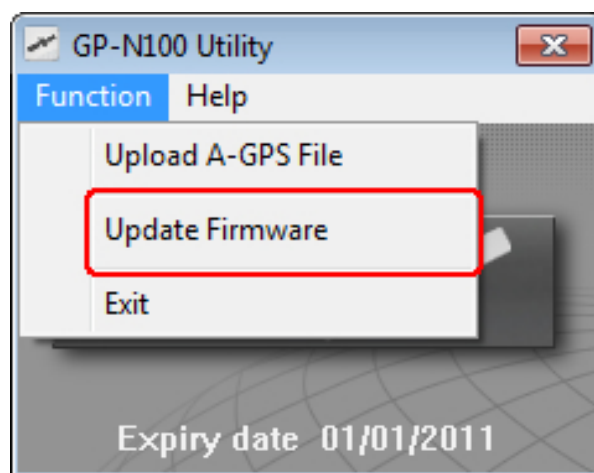 GP-N100 Utility
Function Help
Upload A-GPS File
Update Firmware
Exit
Expiry date 01/01/2011